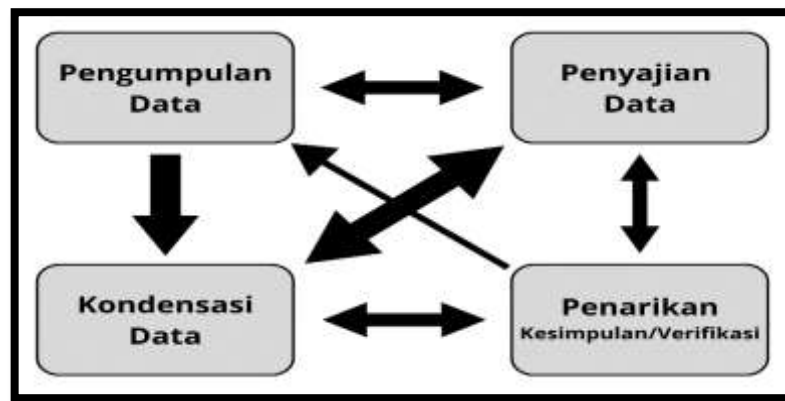 Pengumpulan
Data
Penyajian
Data
Kondensasi
Data
Penarikan
Kesimpulan/Verifikasi